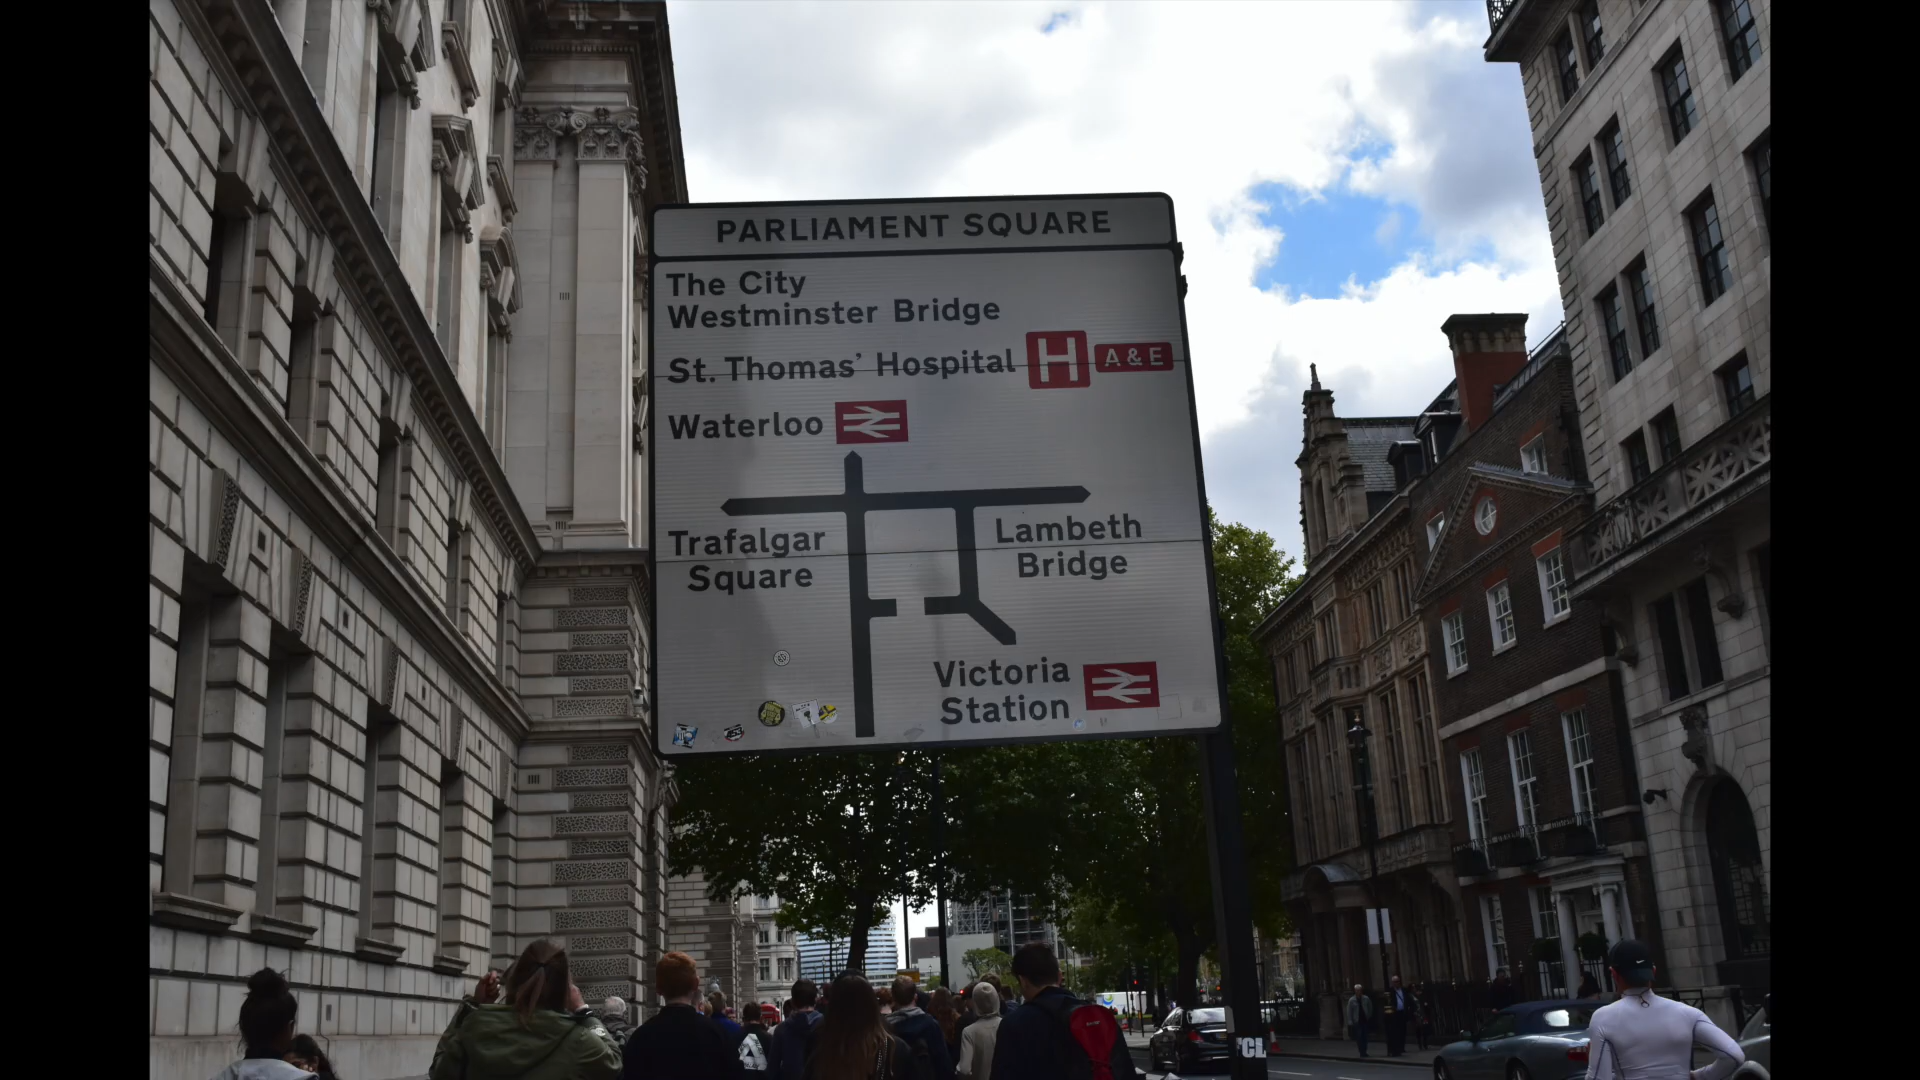 PARLIAMENT SQUARE
The City
Westminster Bridge
St. Thomas' Hospital H A & E
Waterloo
Trafalgar
Square
Lambeth
Bridge
Victoria
Station